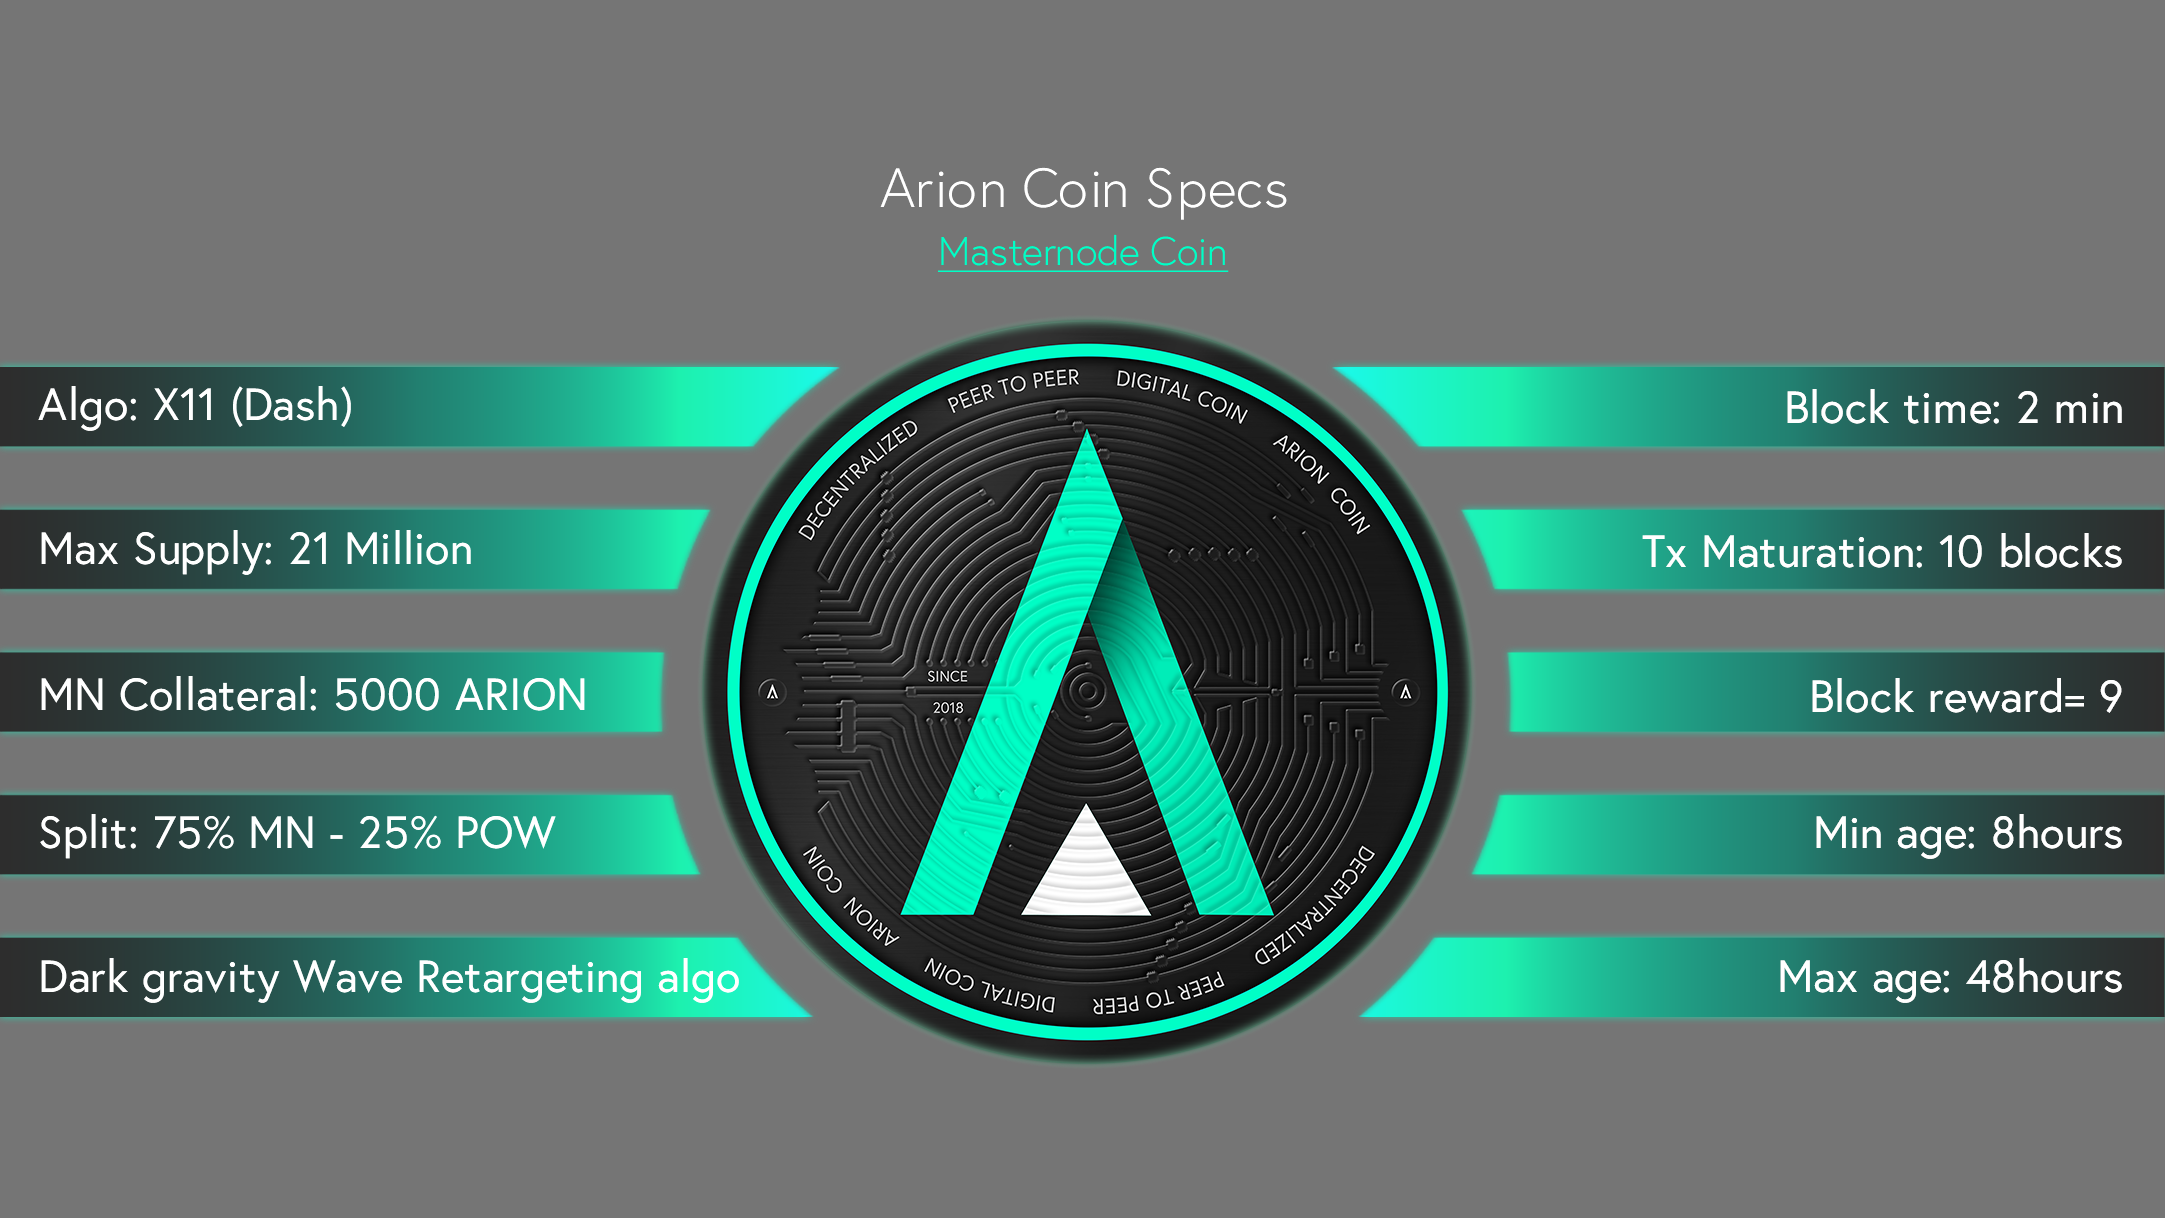 Arion Coin Specs
Masternode Coin
Algo: X11 (Dash)
Max Supply: 21 Million
MN Collateral: 5000 ARION
Split: 75% MN - 25% POW
Dark gravity Wave Retargeting algo
DECENTRALIZED
PEER TO PEER
DIGITAL COIN
ARION COIN
SINCE
2018
DECENTRALIZED
PEER TO PEER
DIGITAL COIN
ARION COIN
Block time: 2 min
Tx Maturation: 10 blocks
Block reward= 9
Min age: 8hours
Max age: 48hours